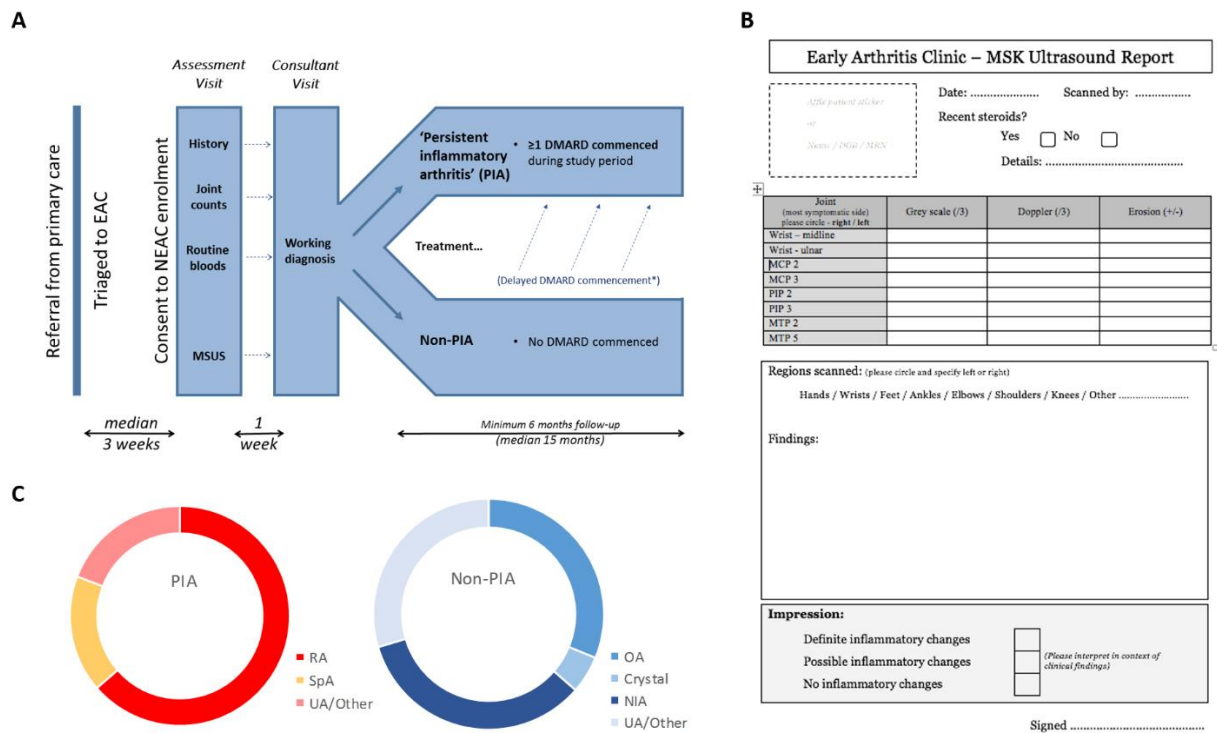 A
Assessment
Visit
Consultant
Visit
Referral from primary care
Triaged to EAC
Consent to NEAC enrolment
History
Joint
counts
Routine
bloods
MSUS
Working
diagnosis
'Persistent
inflammatory
arthritis' (PIA)
• ≥1 DMARD commenced
during study period
Treatment...
(Delayed DMARD commencement*)
Non-PIA
• No DMARD commenced
median
3 weeks
1
week
Minimum 6 months follow-up
(median 15 months)
B
Early Arthritis Clinic – MSK Ultrasound Report
Affix patient sticker
or
Name / DOB / MRN
Date: ..................... Scanned by: ................
Recent steroids?
Yes No
Details: .........................................
Joint
(most symptomatic side)
please circle - right / left
Grey scale (/3) Doppler (/3) Erosion (+/-)
Wrist – midline
Wrist - ulnar
MCP 2
MCP 3
PIP 2
PIP 3
MTP 2
MTP 5
Regions scanned: (please circle and specify left or right)
Hands / Wrists / Feet / Ankles / Elbows / Shoulders / Knees / Other ........................
Findings:
Impression:
Definite inflammatory changes
Possible inflammatory changes
No inflammatory changes
(Please interpret in context of
clinical findings)
Signed ........................................
C
PIA
RA
SpA
UA/Other
Non-PIA
OA
Crystal
NIA
UA/Other